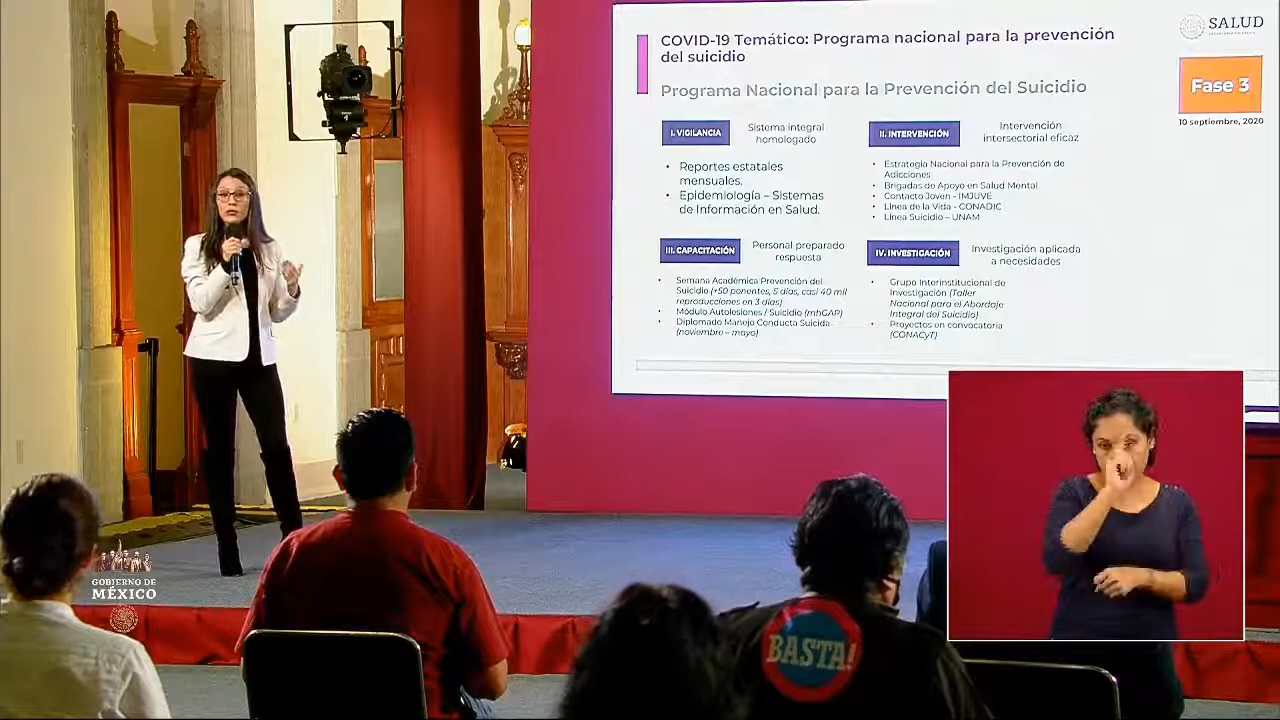 COVID-19 Temático: Programa nacional para la prevención
del suicidio
SALUD
Programa Nacional para la Prevención del Suicidio
Fase 3
10 septiembre, 2020
I. VIGILANCIA
Sistema integral
homologado
• Reportes estatales
mensuales.
• Epidemiología – Sistemas
de Información en Salud.
II. INTERVENCIÓN
Intervención
intersectorial eficaz
• Estrategia Nacional para la Prevención de
Adicciones
• Brigadas de Apoyo en Salud Mental
• Contacto Joven - IMJUVE
• Línea de la Vida - CONADIC
• Línea Suicidio – UNAM
III. CAPACITACIÓN
Personal preparado
respuesta
• Semana Académica Prevención del
Suicidio (+50 ponentes, 5 días, casi 40 mil
reproducciones en 3 días)
• Módulo Autolesiones / Suicidio (mhGAP)
• Diplomado Manejo Conducta Suicida
(noviembre – mayo)
IV. INVESTIGACIÓN
Investigación aplicada
a necesidades
• Grupo Interinstitucional de
Investigación (Taller
Nacional para el Abordaje
Integral del Suicidio)
• Proyectos en convocatoria
(CONACyT)
GOBIERNO DE
MÉXICO
BASTA!